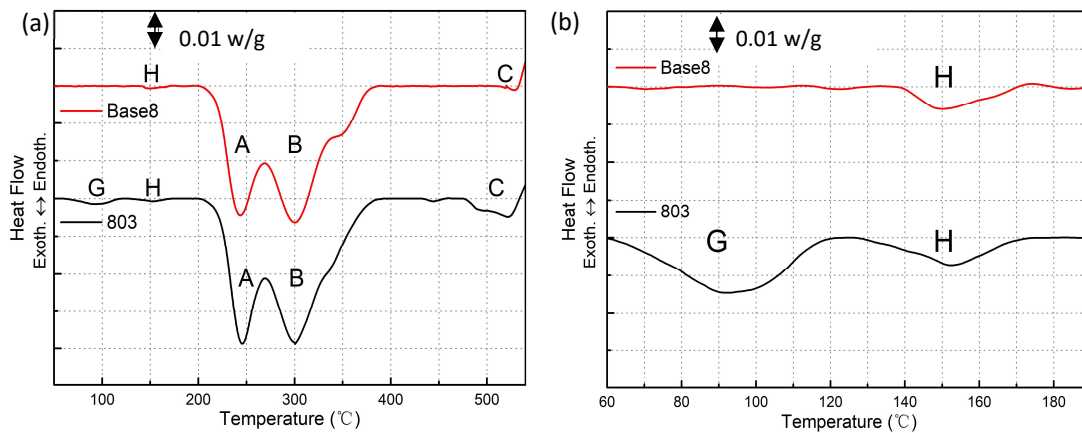 (a)
0.01 w/g
H
C
Base8
A
B
G
H
C
803
A
B
Heat Flow
Exoth. ↔ Endoth.
100
200
300
400
500
Temperature (℃)
(b)
0.01 w/g
Base8
H
803
G
H
Heat Flow
Exoth. ↔ Endoth.
60
80
100
120
140
160
180
Temperature (℃)